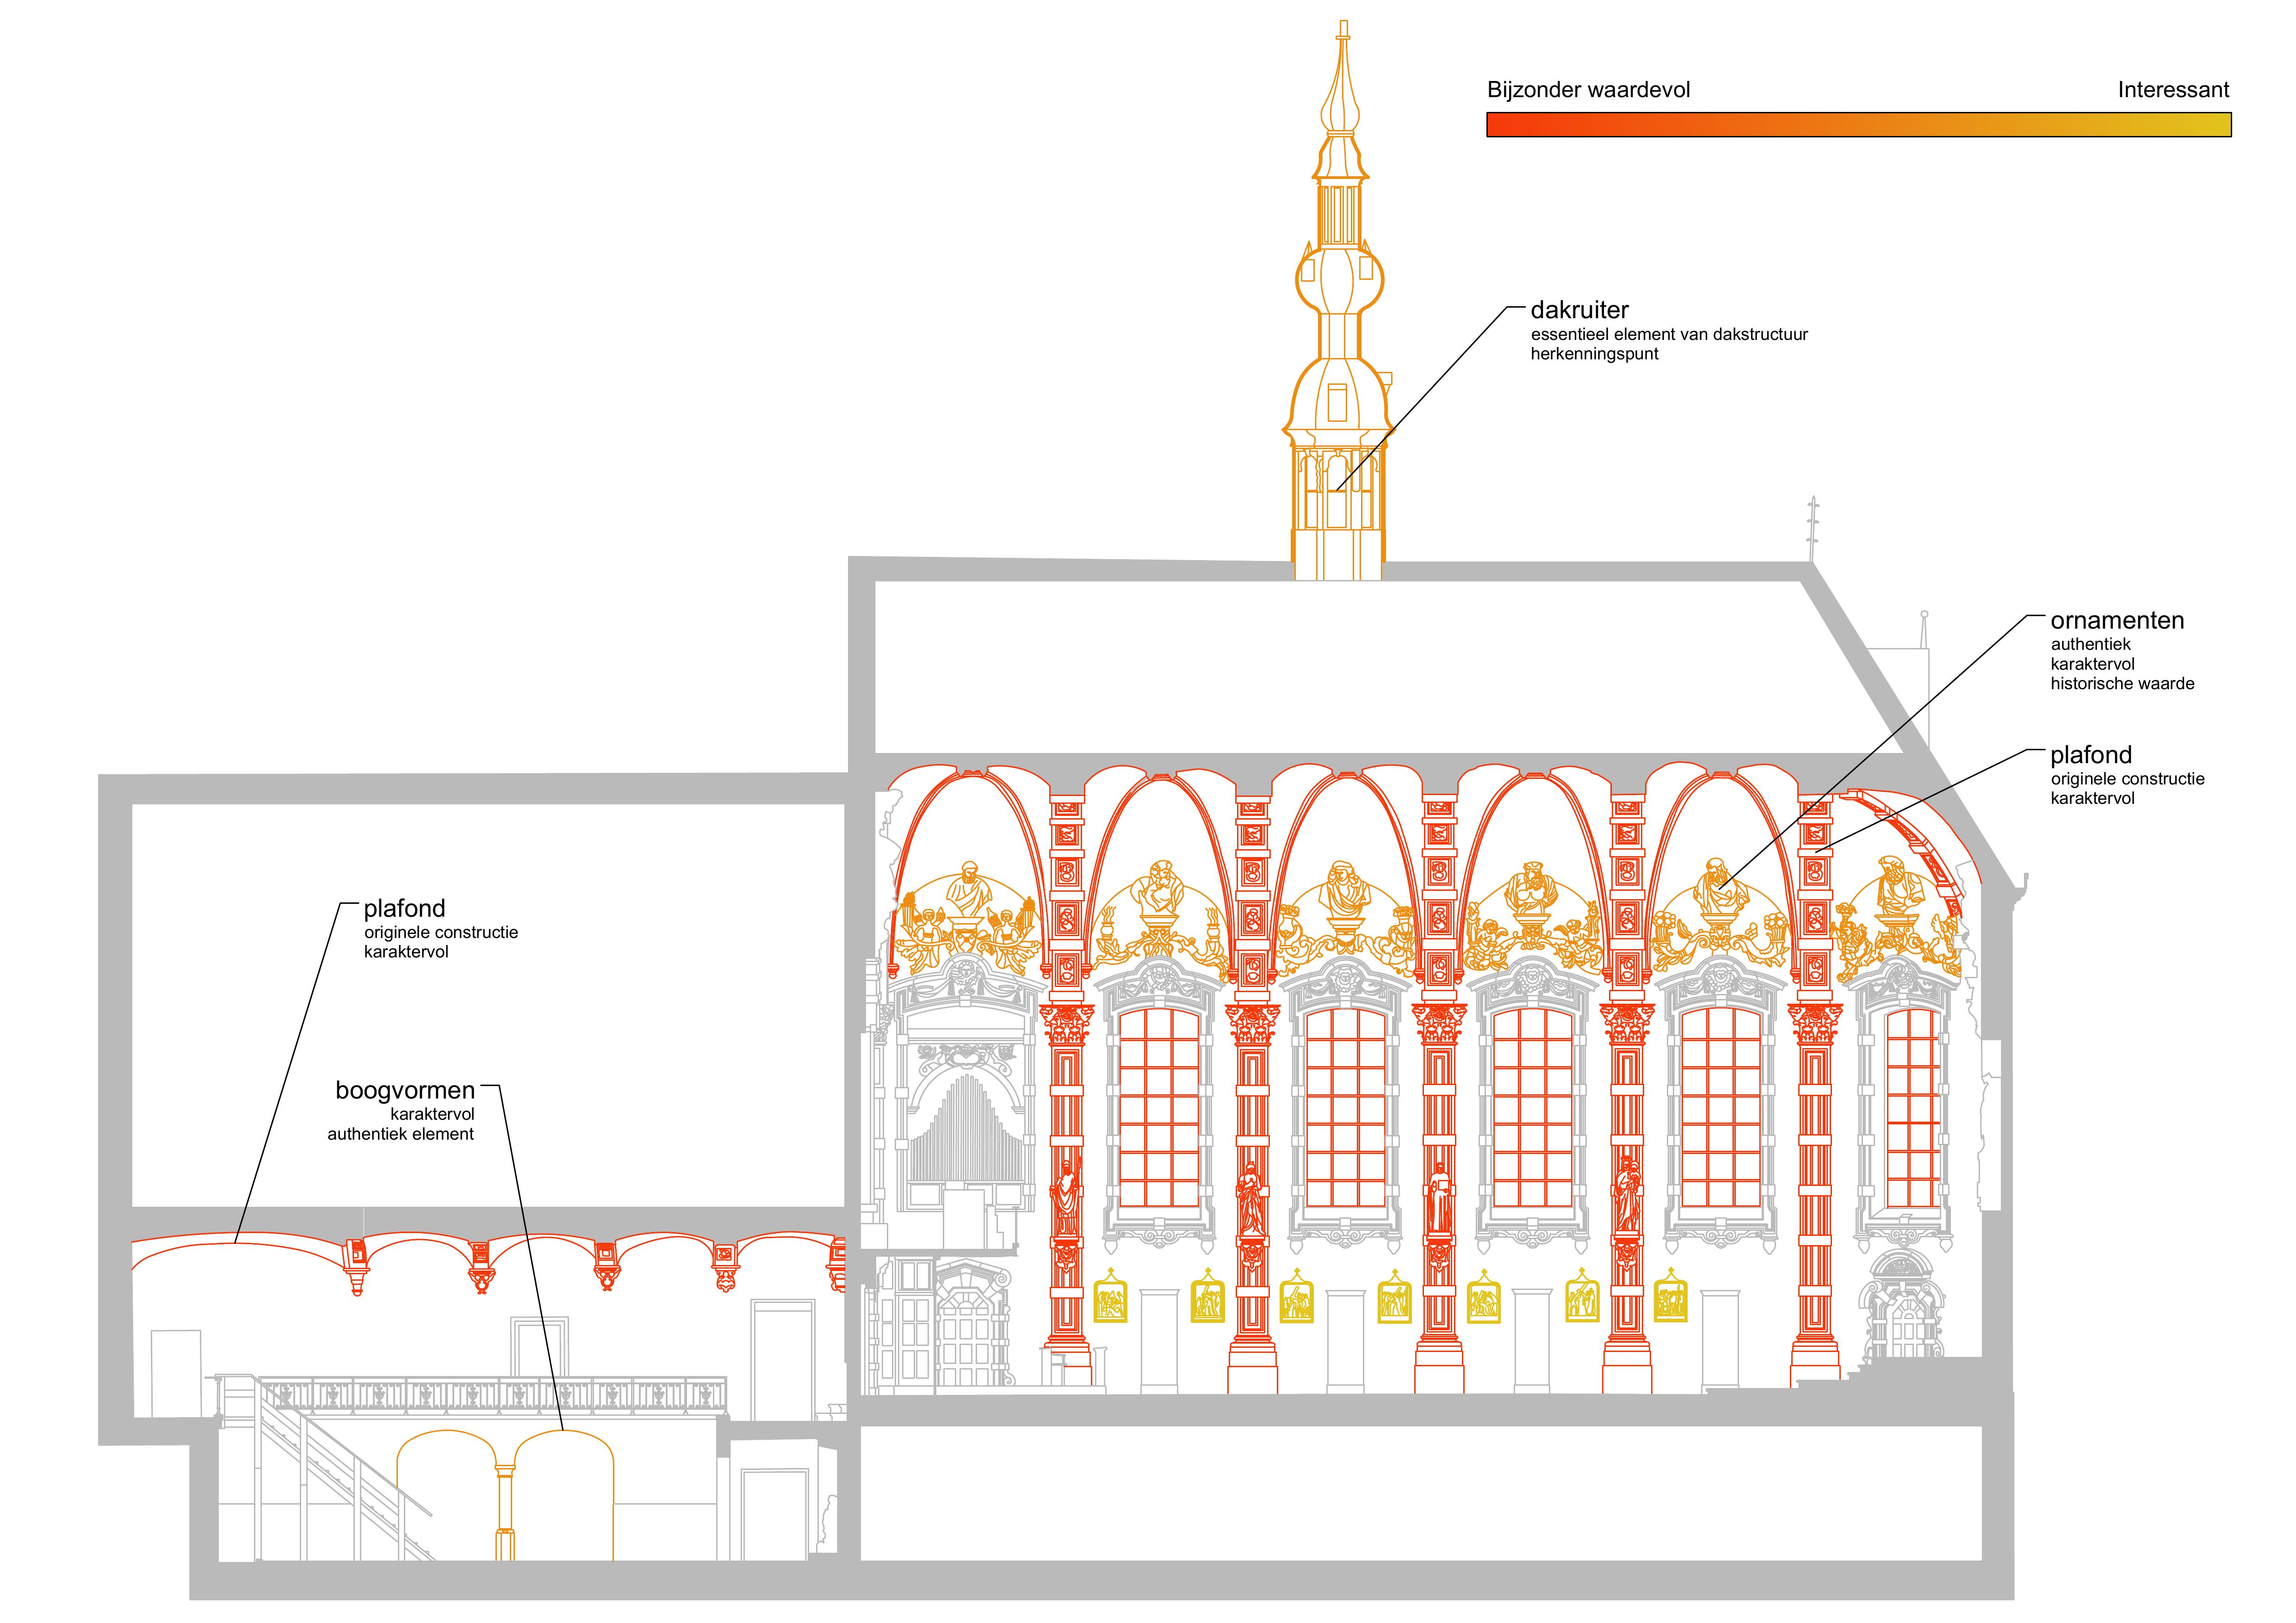 Bijzonder waardevol
Interessant
dakruiter
essentieel element van dakstructuur
herkenningspunt
ornamenten
authentiek
karaktervol
historische waarde
plafond
originele constructie
karaktervol
plafond
originele constructie
karaktervol
boogvormen
karaktervol
authentiek element